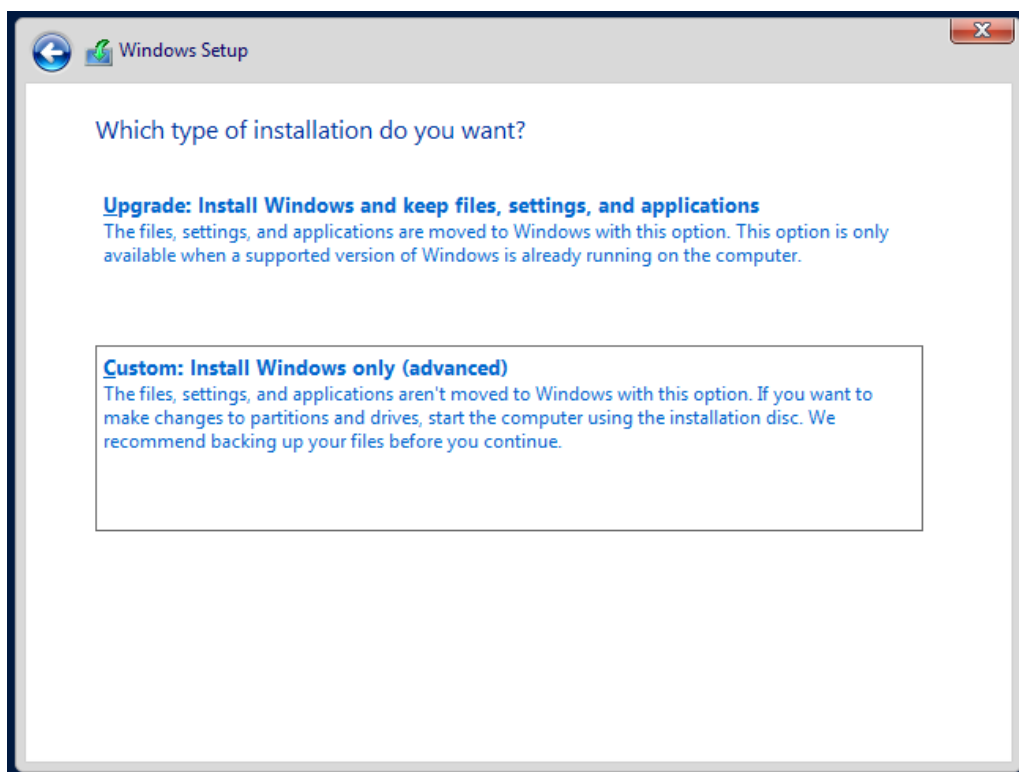 Windows Setup
Which type of installation do you want?
Upgrade: Install Windows and keep files, settings, and applications
The files, settings, and applications are moved to Windows with this option. This option is only
available when a supported version of Windows is already running on the computer.
Custom: Install Windows only (advanced)
The files, settings, and applications aren't moved to Windows with this option. If you want to
make changes to partitions and drives, start the computer using the installation disc. We
recommend backing up your files before you continue.